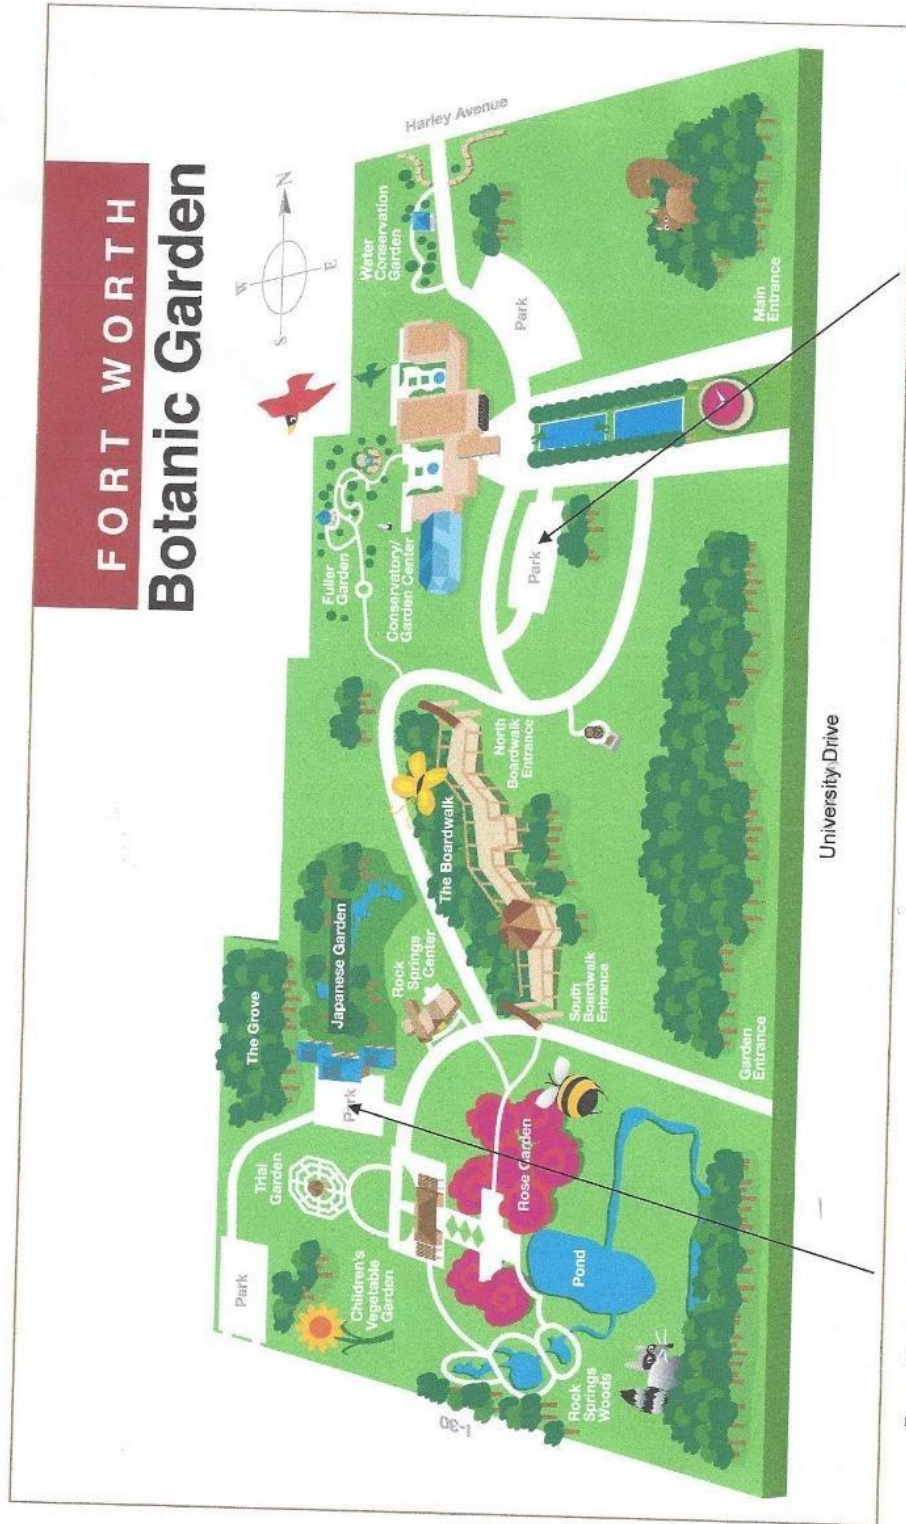 FORT WORTH
Botanic Garden
W
N
S
E
Harley Avenue
Water
Conservation
Garden
Park
Main
Entrance
Fuller
Garden
Conservatory/
Garden Center
Park
North
Boardwalk
Entrance
The Boardwalk
University Drive
The Grove
Japanese Garden
Rock
Springs
Center
South
Boardwalk
Entrance
Garden
Entrance
Park
Trial
Garden
Rose Garden
Park
Children's
Vegetable
Garden
Pond
Rock
Springs
Woods
I-30